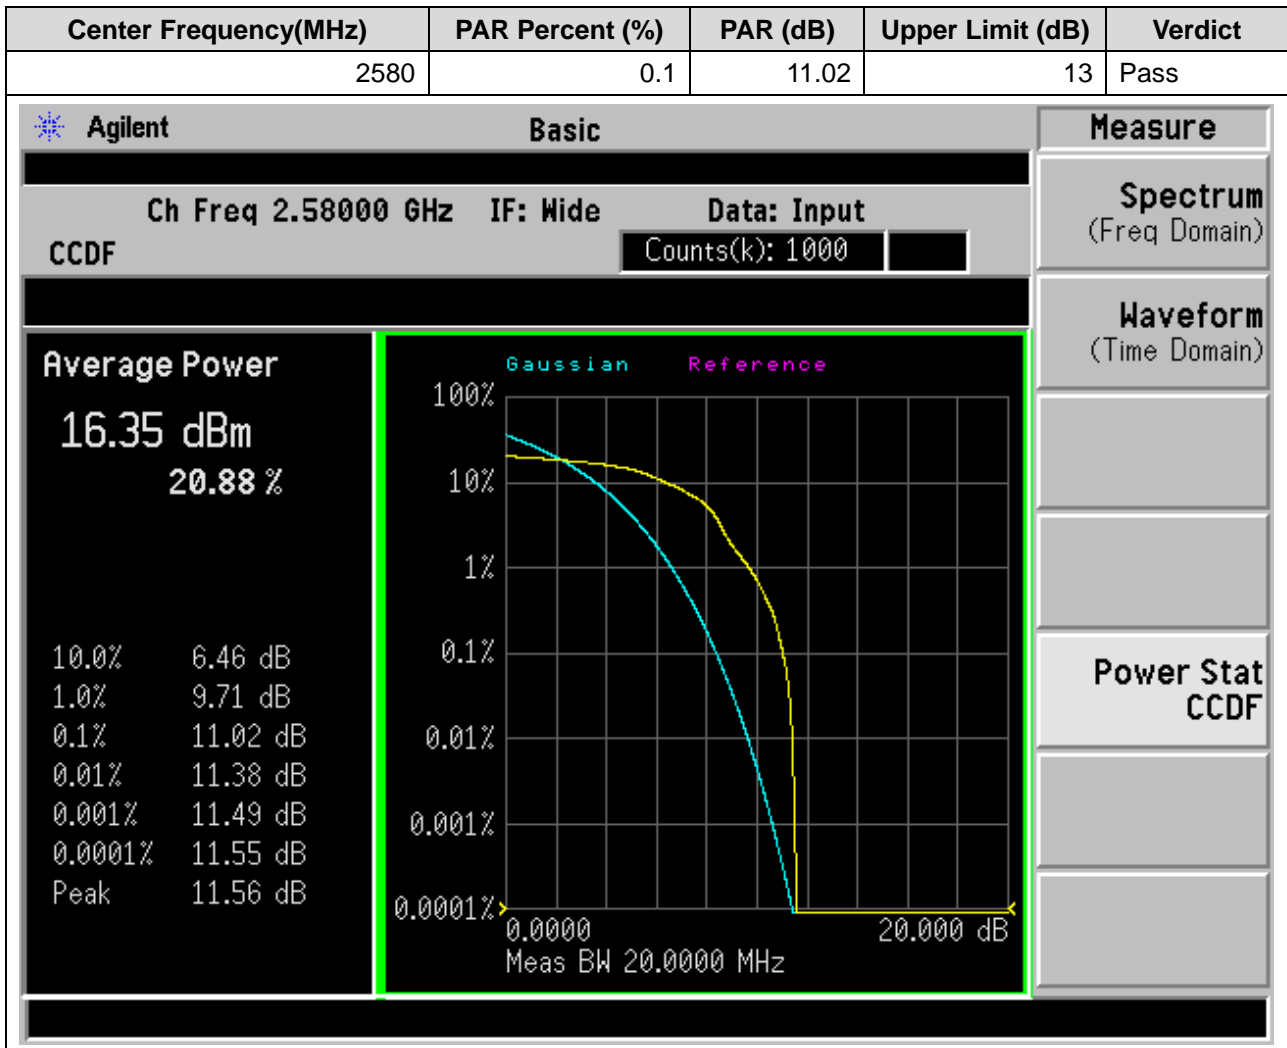 Center Frequency(MHz) PAR Percent (%) PAR (dB) Upper Limit (dB) Verdict
2580 0.1 11.02 13 Pass
Agilent Basic Measure
Ch Freq 2.58000 GHz IF: Wide Data: Input
CCDF Counts(k): 1000
Spectrum
(Freq Domain)
Waveform
(Time Domain)
Power Stat
CCDF
Average Power
16.35 dBm
20.88 %
10.0% 6.46 dB
1.0% 9.71 dB
0.1% 11.02 dB
0.01% 11.38 dB
0.001% 11.49 dB
0.0001% 11.55 dB
Peak 11.56 dB
Gaussian Reference
100%
10%
1%
0.1%
0.01%
0.001%
0.0001%
0.0000 20.000 dB
Meas BW 20.0000 MHz